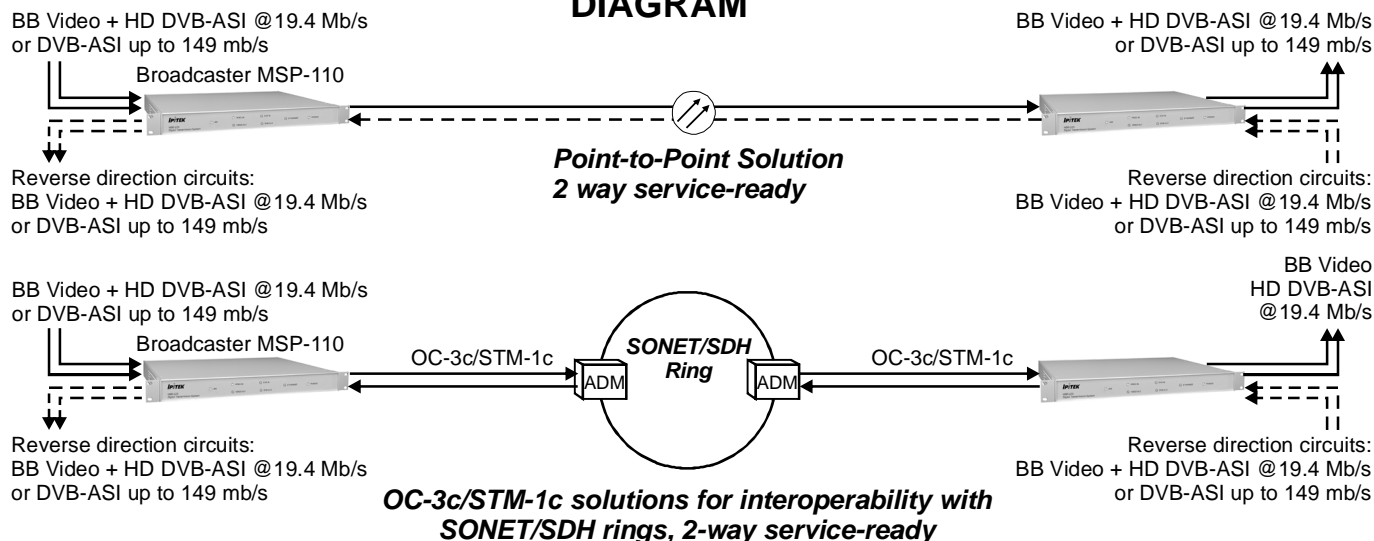 DIAGRAM
BB Video + HD DVB-ASI @19.4 Mb/s
or DVB-ASI up to 149 mb/s
BB Video + HD DVB-ASI @19.4 Mb/s
or DVB-ASI up to 149 mb/s
Broadcaster MSP-110
IPITEK
IPITEK
Point-to-Point Solution
2 way service-ready
Reverse direction circuits:
BB Video + HD DVB-ASI @19.4 Mb/s
or DVB-ASI up to 149 mb/s
Reverse direction circuits:
BB Video + HD DVB-ASI @19.4 Mb/s
or DVB-ASI up to 149 mb/s
BB Video + HD DVB-ASI @19.4 Mb/s
or DVB-ASI up to 149 mb/s
BB Video
HD DVB-ASI
@19.4 Mb/s
Broadcaster MSP-110
IPITEK
OC-3c/STM-1c
ADM
SONET/SDH
Ring
ADM
OC-3c/STM-1c
IPITEK
Reverse direction circuits:
BB Video + HD DVB-ASI @19.4 Mb/s
or DVB-ASI up to 149 mb/s
Reverse direction circuits:
BB Video + HD DVB-ASI @19.4 Mb/s
or DVB-ASI up to 149 mb/s
OC-3c/STM-1c solutions for interoperability with
SONET/SDH rings, 2-way service-ready